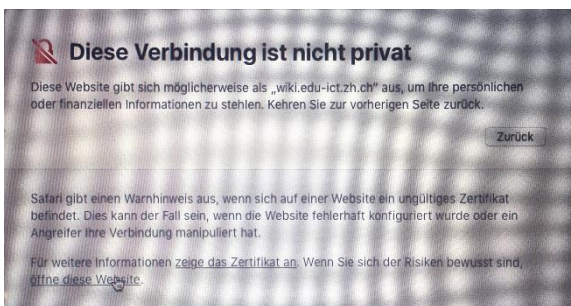 Diese Verbindung ist nicht privat
Diese Website gibt sich möglicherweise als „wiki.edu-ict.zh.ch" aus, um Ihre persönlichen
oder finanziellen Informationen zu stehlen. Kehren Sie zur vorherigen Seite zurück.
Zurück
Safari gibt einen Warnhinweis aus, wenn sich auf einer Website ein ungültiges Zertifikat
befindet. Dies kann der Fall sein, wenn die Website fehlerhaft konfiguriert wurde oder ein
Angreifer Ihre Verbindung manipuliert hat.
Für weitere Informationen zeige das Zertifikat an. Wenn Sie sich der Risiken bewusst sind,
öffne diese Website.